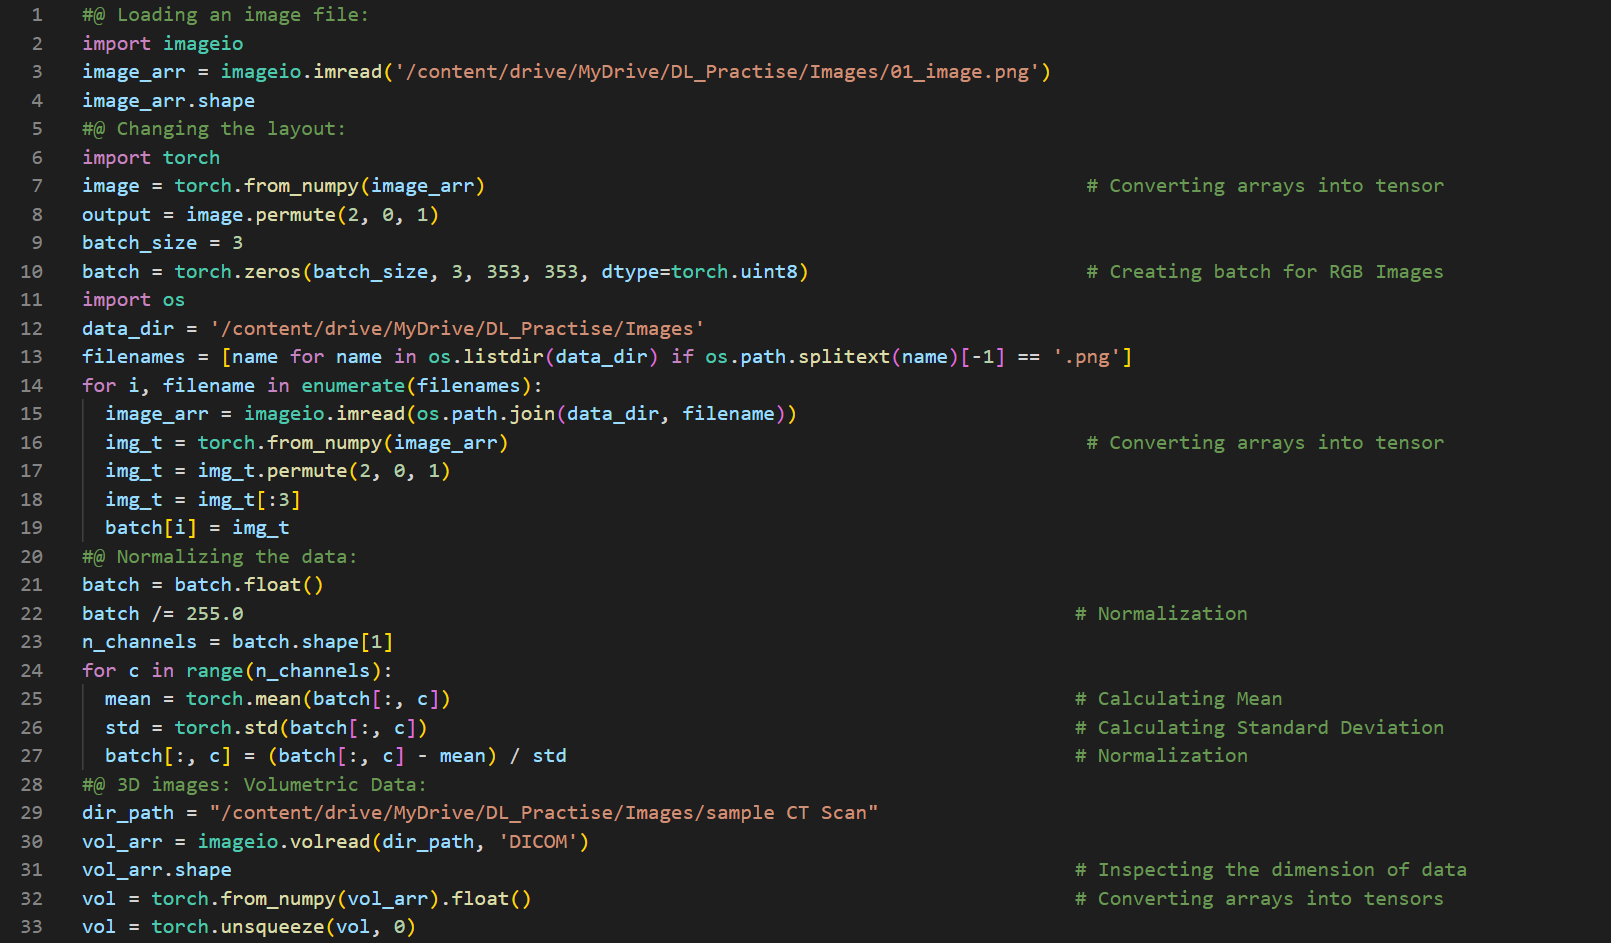 1 #@ Loading an image file:
2 import imageio
3 image_arr = imageio.imread('/content/drive/MyDrive/DL_Practise/Images/01_image.png')
4 image_arr.shape
5 #@ Changing the layout:
6 import torch
7 image = torch.from_numpy(image_arr) # Converting arrays into tensor
8 output = image.permute(2, 0, 1)
9 batch_size = 3
10 batch = torch.zeros(batch_size, 3, 353, 353, dtype=torch.uint8) # Creating batch for RGB Images
11 import os
12 data_dir = '/content/drive/MyDrive/DL_Practise/Images'
13 filenames = [name for name in os.listdir(data_dir) if os.path.splitext(name)[-1] == '.png']
14 for i, filename in enumerate(filenames):
15   image_arr = imageio.imread(os.path.join(data_dir, filename))
16   img_t = torch.from_numpy(image_arr) # Converting arrays into tensor
17   img_t = img_t.permute(2, 0, 1)
18   img_t = img_t[:3]
19   batch[i] = img_t
20 #@ Normalizing the data:
21 batch = batch.float()
22 batch /= 255.0 # Normalization
23 n_channels = batch.shape[1]
24 for c in range(n_channels):
25   mean = torch.mean(batch[:, c]) # Calculating Mean
26   std = torch.std(batch[:, c]) # Calculating Standard Deviation
27   batch[:, c] = (batch[:, c] - mean) / std # Normalization
28 #@ 3D images: Volumetric Data:
29 dir_path = "/content/drive/MyDrive/DL_Practise/Images/sample CT Scan"
30 vol_arr = imageio.volread(dir_path, 'DICOM')
31 vol_arr.shape # Inspecting the dimension of data
32 vol = torch.from_numpy(vol_arr).float() # Converting arrays into tensors
33 vol = torch.unsqueeze(vol, 0)